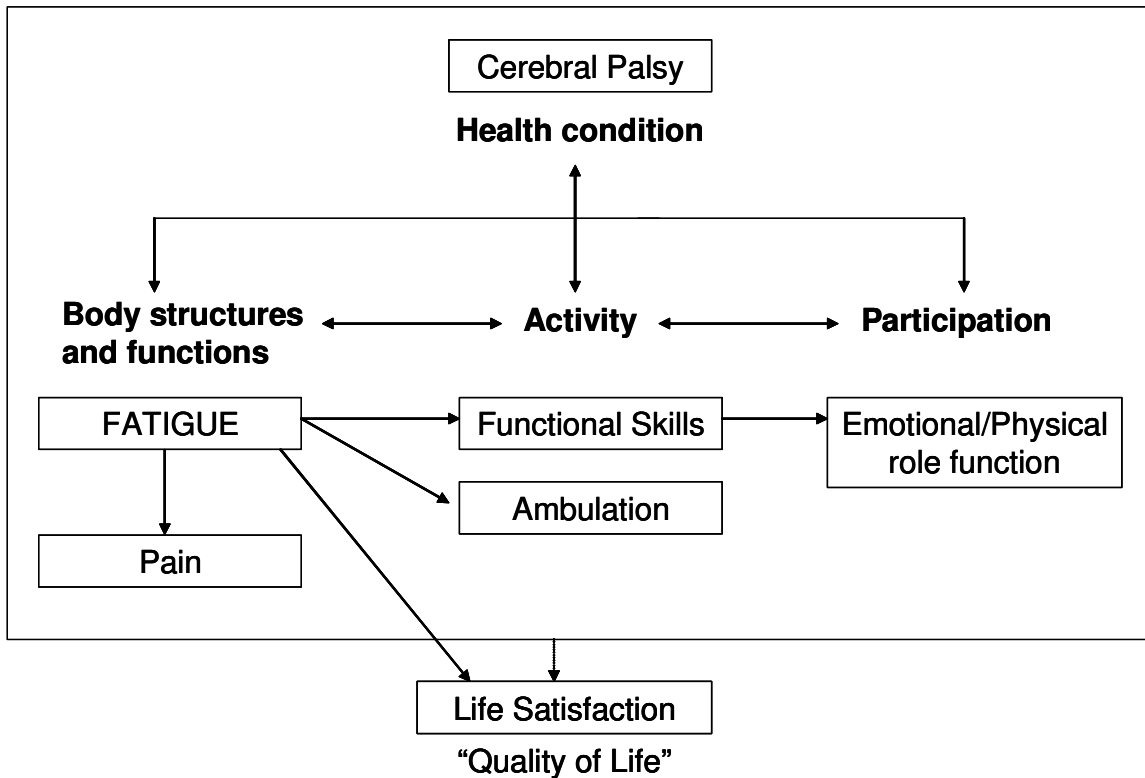 Cerebral Palsy
Health condition
Body structures
and functions
Activity
Participation
FATIGUE
Functional Skills
Emotional/Physical
role function
Ambulation
Pain
Life Satisfaction
“Quality of Life”